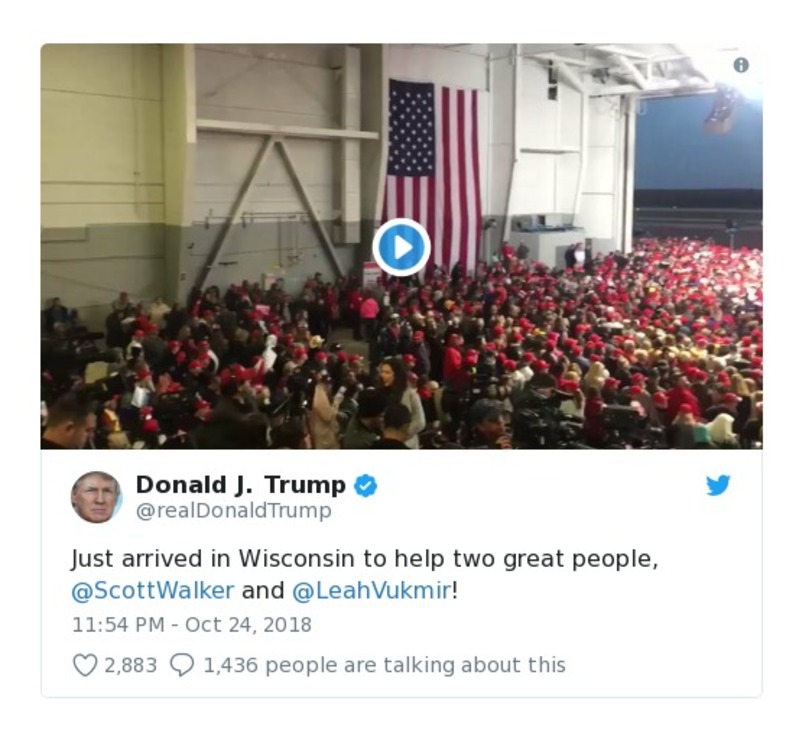 Donald J. Trump
@realDonaldTrump
Just arrived in Wisconsin to help two great people,
@ScottWalker and @LeahVukmir!
11:54 PM - Oct 24, 2018
2,883 1,436 people are talking about this